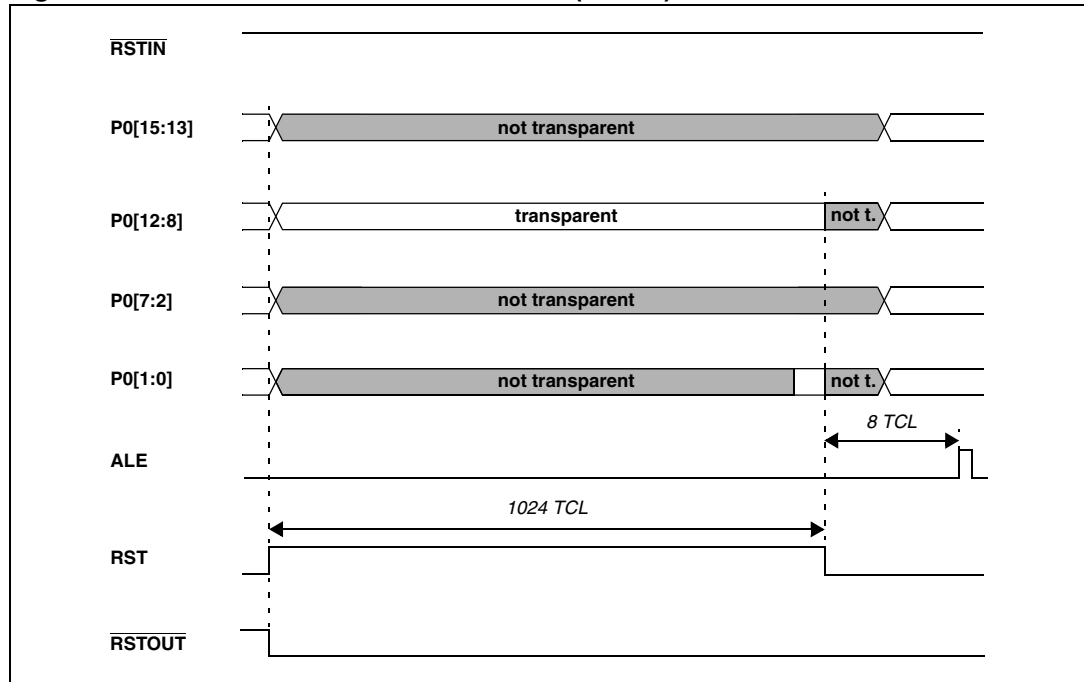 RSTIN
P0[15:13]
not transparent
P0[12:8]
transparent
not t.
P0[7:2]
not transparent
P0[1:0]
not transparent
not t.
8 TCL
ALE
1024 TCL
RST
RSTOUT